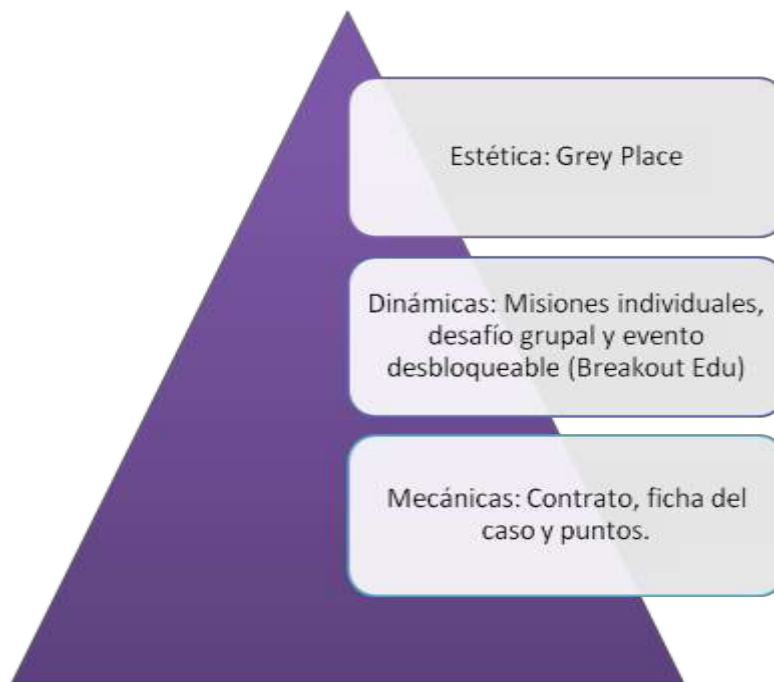 Estética: Grey Place
Dinámicas: Misiones individuales,
desafío grupal y evento
desbloqueable (Breakout Edu)
Mecánicas: Contrato, ficha del
caso y puntos.